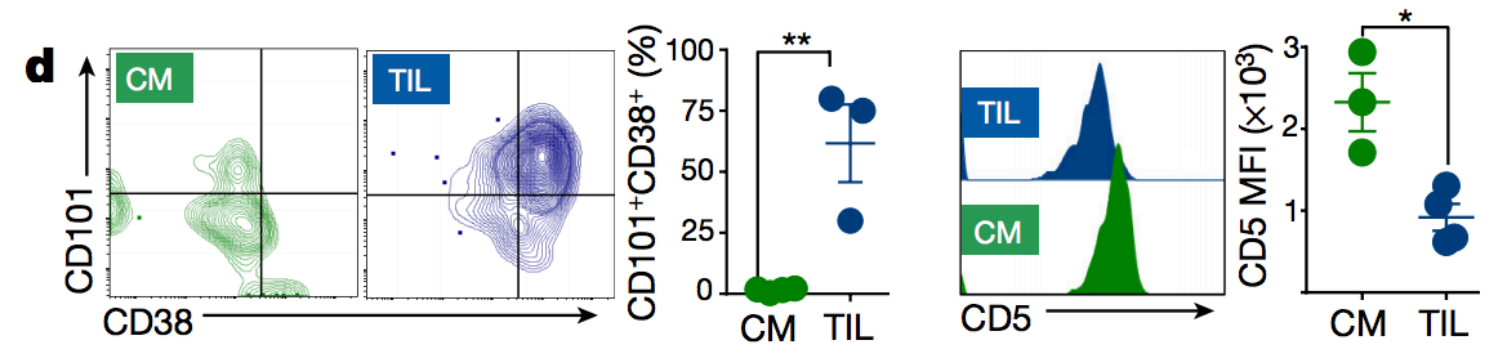 d
CM
TIL
CD101
CD38
CD101⁺CD38⁺ (%)
100
75
50
25
0
**
CM TIL
TIL
CM
CD5
CD5 MFI (×10³)
3
2
1
*
CM TIL